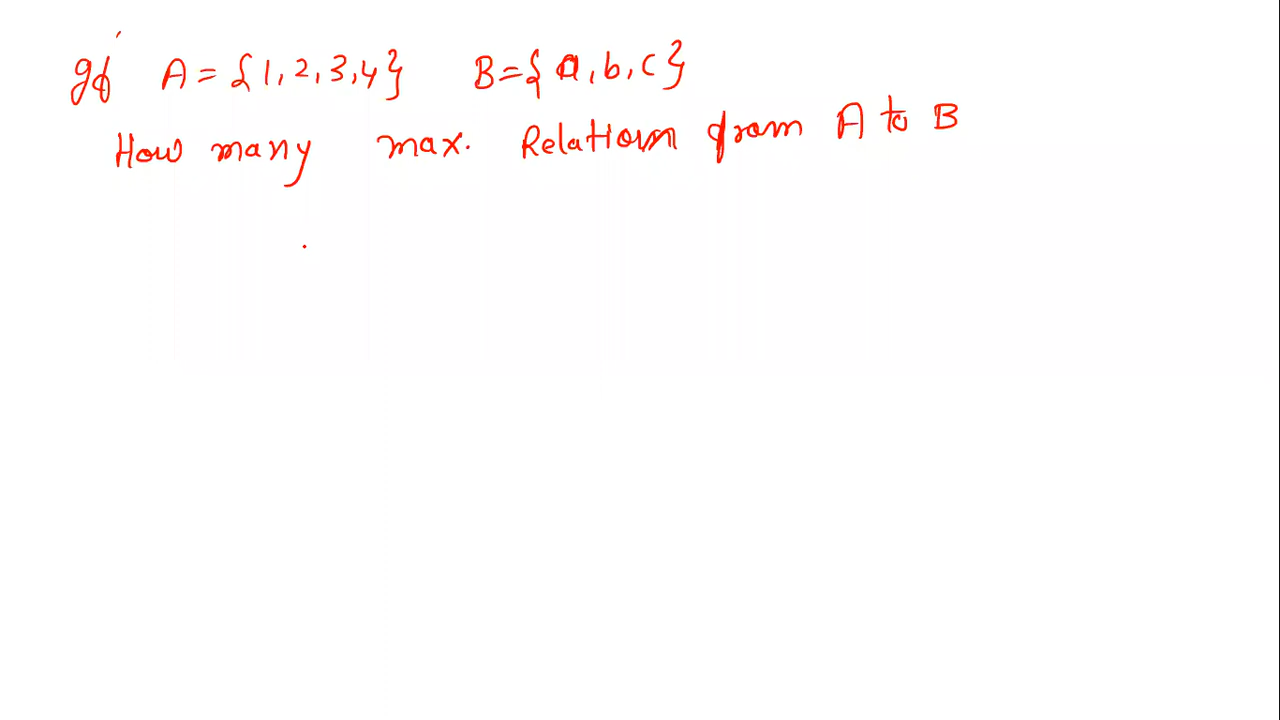 If A = {1, 2, 3, 4} B = {a, b, c}
How many max. Relation from A to B